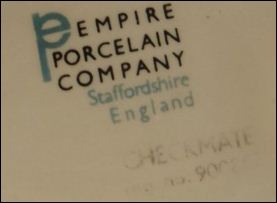 EMPIRE
PORCELAIN
COMPANY
Staffordshire
England
CHECKMATE